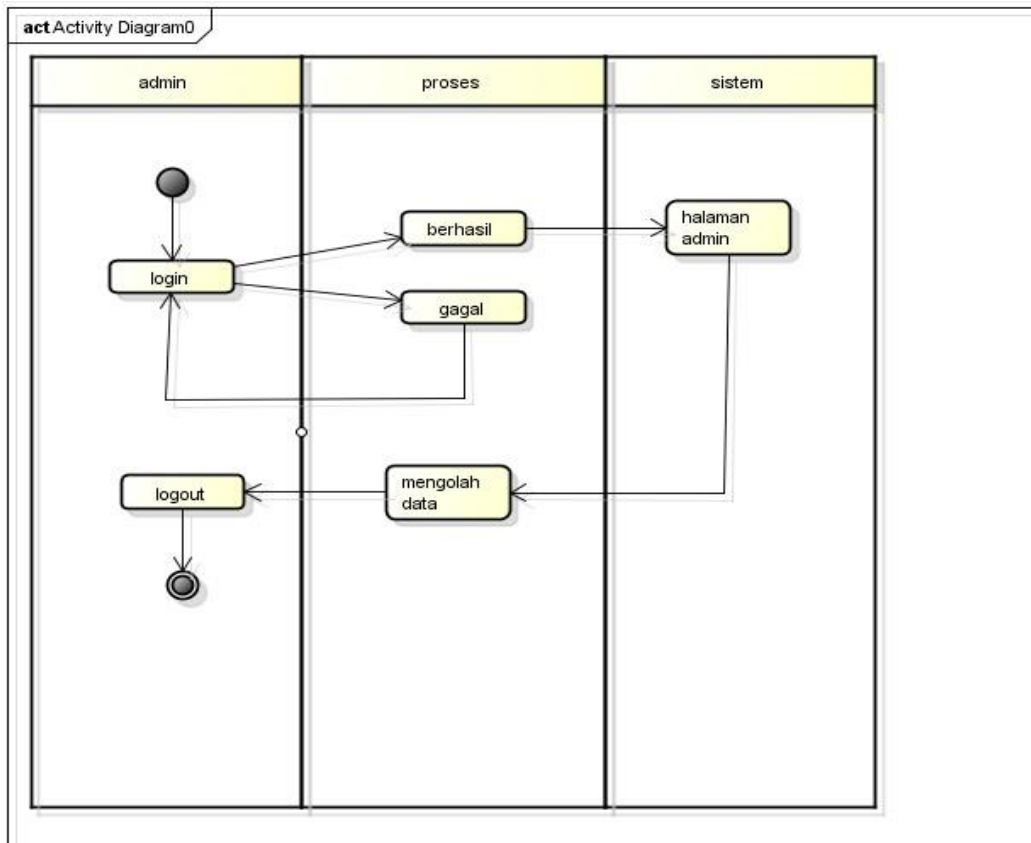 act Activity Diagram0
admin
proses
sistem
login
berhasil
gagal
halaman
admin
mengolah
data
logout